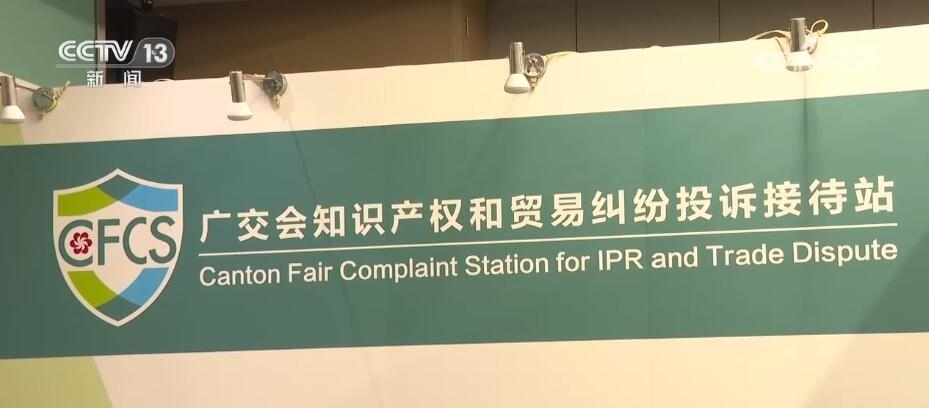 CCTV 13
新闻
CFCS
广交会知识产权和贸易纠纷投诉接待站
Canton Fair Complaint Station for IPR and Trade Dispute